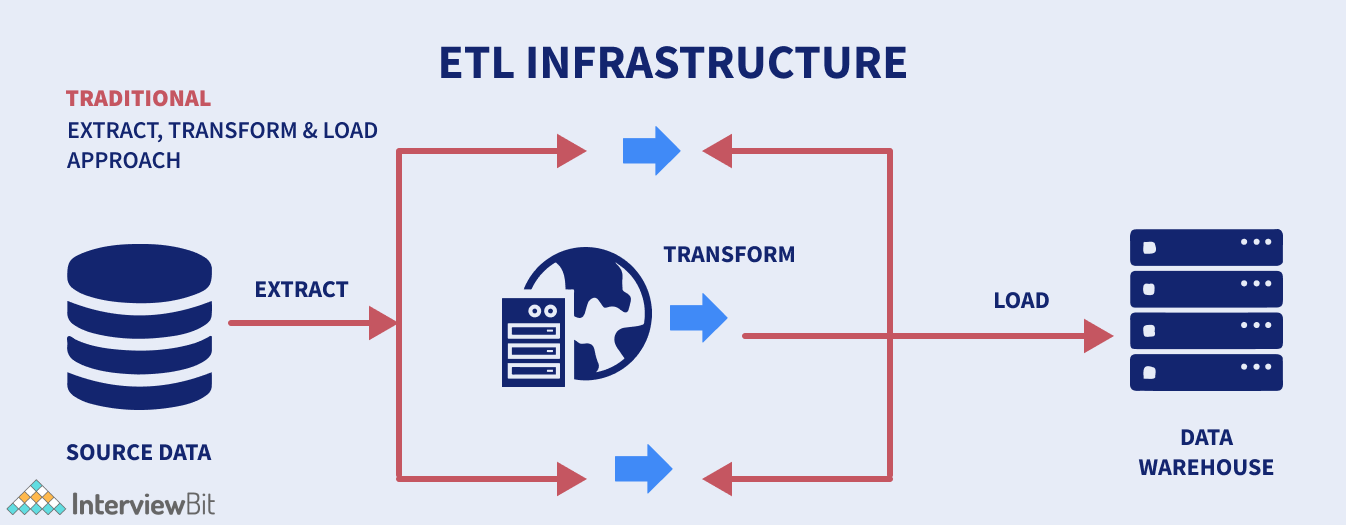 ETL INFRASTRUCTURE
TRADITIONAL
EXTRACT, TRANSFORM & LOAD
APPROACH
EXTRACT
TRANSFORM
LOAD
SOURCE DATA
DATA
WAREHOUSE
InterviewBit